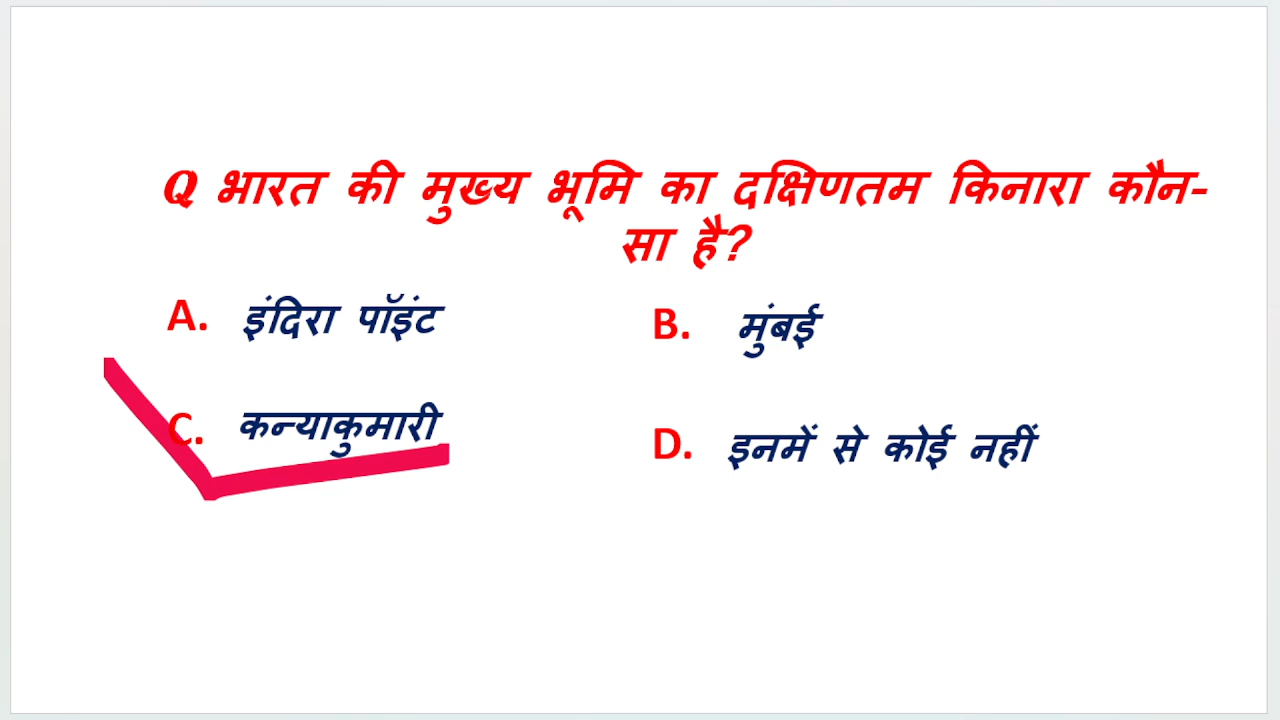 Q भारत की मुख्य भूमि का दक्षिणतम किनारा कौन-
सा है?
A. इंदिरा पॉइंट
B. मुंबई
C. कन्याकुमारी
D. इनमें से कोई नहीं